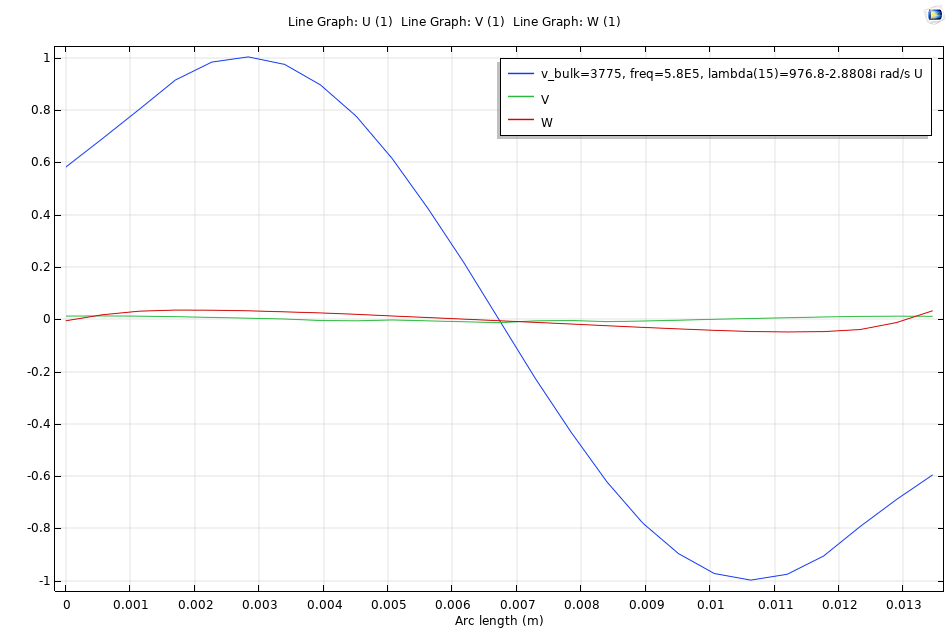 Line Graph: U (1)  Line Graph: V (1)  Line Graph: W (1)
v_bulk=3775, freq=5.8E5, lambda(15)=976.8-2.8808i rad/s U
V
W
1
0.8
0.6
0.4
0.2
0
-0.2
-0.4
-0.6
-0.8
-1
0 0.001 0.002 0.003 0.004 0.005 0.006 0.007 0.008 0.009 0.01 0.011 0.012 0.013
Arc length (m)